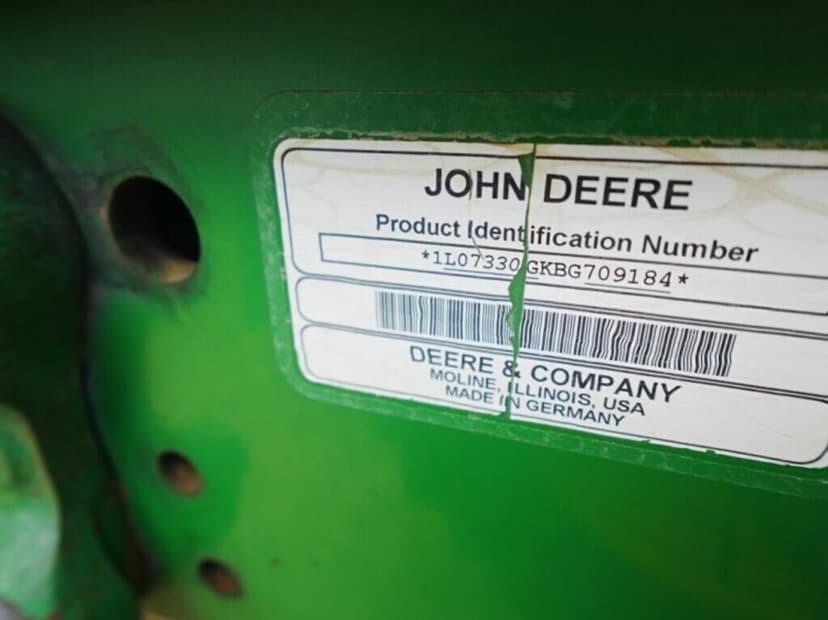 JOHN DEERE
Product Identification Number
*1L07330GKBG709184*
DEERE & COMPANY
MOLINE, ILLINOIS, USA
MADE IN GERMANY